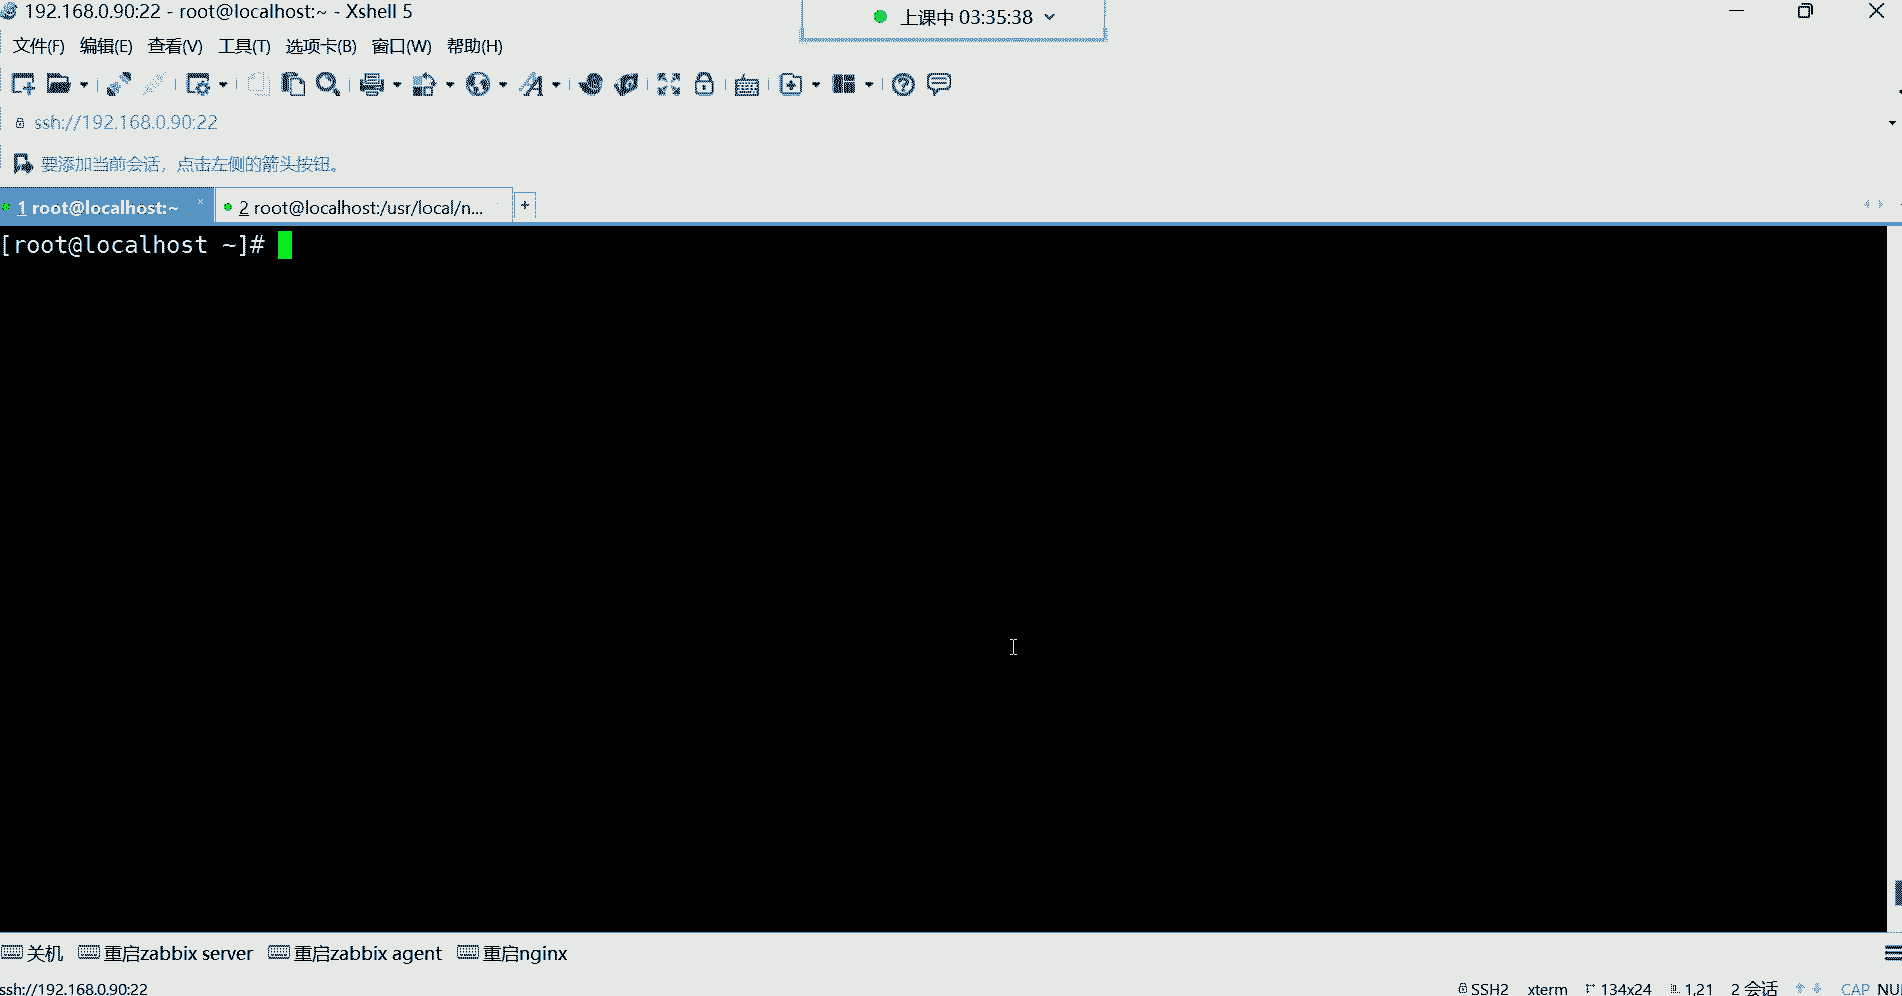 192.168.0.90:22 - root@localhost:~ - Xshell 5
上课中 03:35:38
文件(F) 编辑(E) 查看(V) 工具(T) 选项卡(B) 窗口(W) 帮助(H)
ssh://192.168.0.90:22
要添加当前会话，点击左侧的箭头按钮。
1 root@localhost:~ 2 root@localhost:/usr/local/n...
[root@localhost ~]#
关机 重启zabbix server 重启zabbix agent 重启nginx
ssh://192.168.0.90:22 SSH2 xterm 134x24 1,21 2 会话 CAP NU